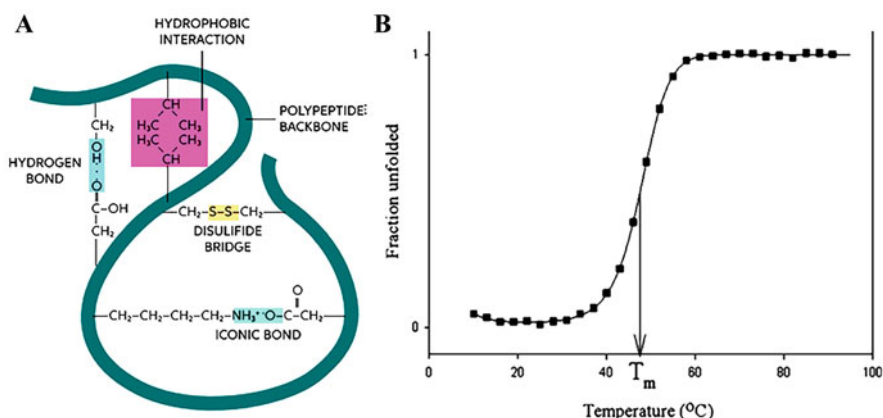 A
HYDROPHOBIC
INTERACTION
POLYPEPTIDE
BACKBONE
CH₂
OH
O
C-OH
CH₂
HYDROGEN
BOND
CH
H₃C CH₃
H₃C CH₃
CH
CH₂-S-S-CH₂
DISULFIDE
BRIDGE
O
CH₂-CH₂-CH₂-CH₂-NH₃⁺ ⁻O-C-CH₂
ICONIC BOND
B
Fraction unfolded
1
0
0 20 40 60 80 100
Tm
Temperature (°C)